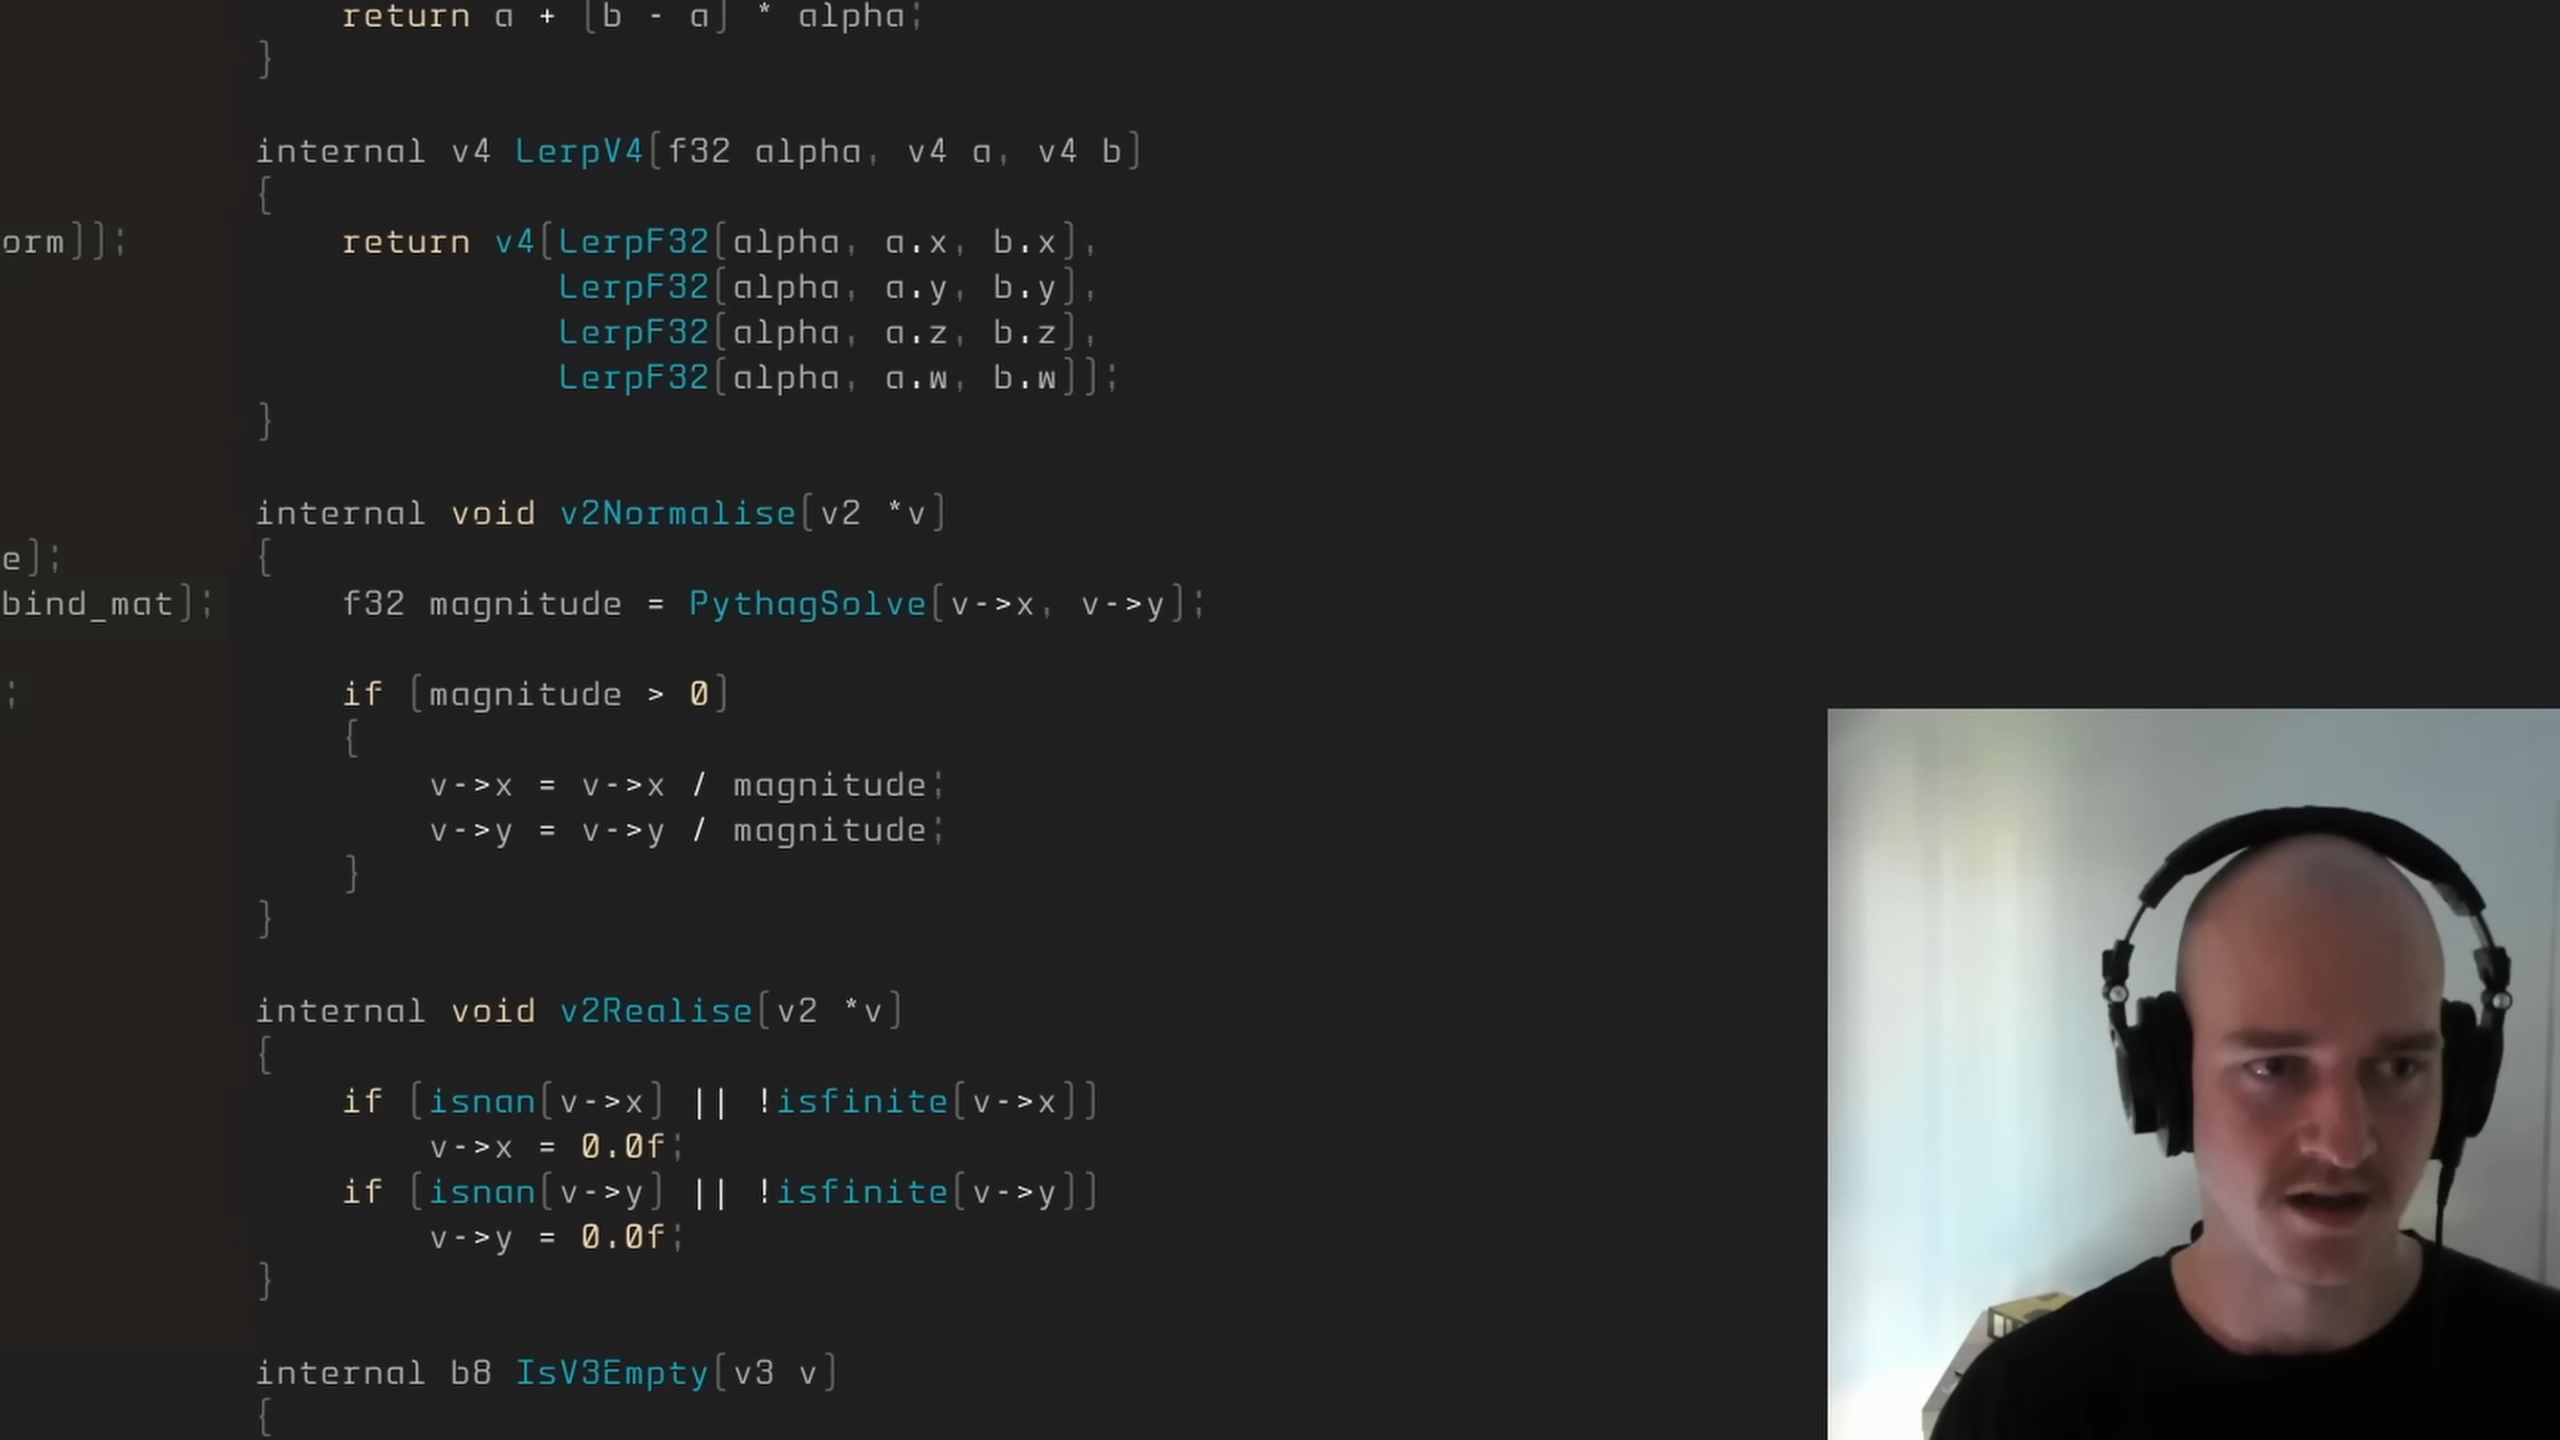 return a + (b - a) * alpha;
}
internal v4 LerpV4(f32 alpha, v4 a, v4 b)
{
return v4(LerpF32(alpha, a.x, b.x),
LerpF32(alpha, a.y, b.y),
LerpF32(alpha, a.z, b.z),
LerpF32(alpha, a.w, b.w));
}
internal void v2Normalise(v2 *v)
{
f32 magnitude = PythagSolve(v->x, v->y);
if (magnitude > 0)
{
v->x = v->x / magnitude;
v->y = v->y / magnitude;
}
}
internal void v2Realise(v2 *v)
{
if (isnan(v->x) || !isfinite(v->x))
v->x = 0.0f;
if (isnan(v->y) || !isfinite(v->y))
v->y = 0.0f;
}
internal b8 IsV3Empty(v3 v)
{
orm));
e);
bind_mat);
;